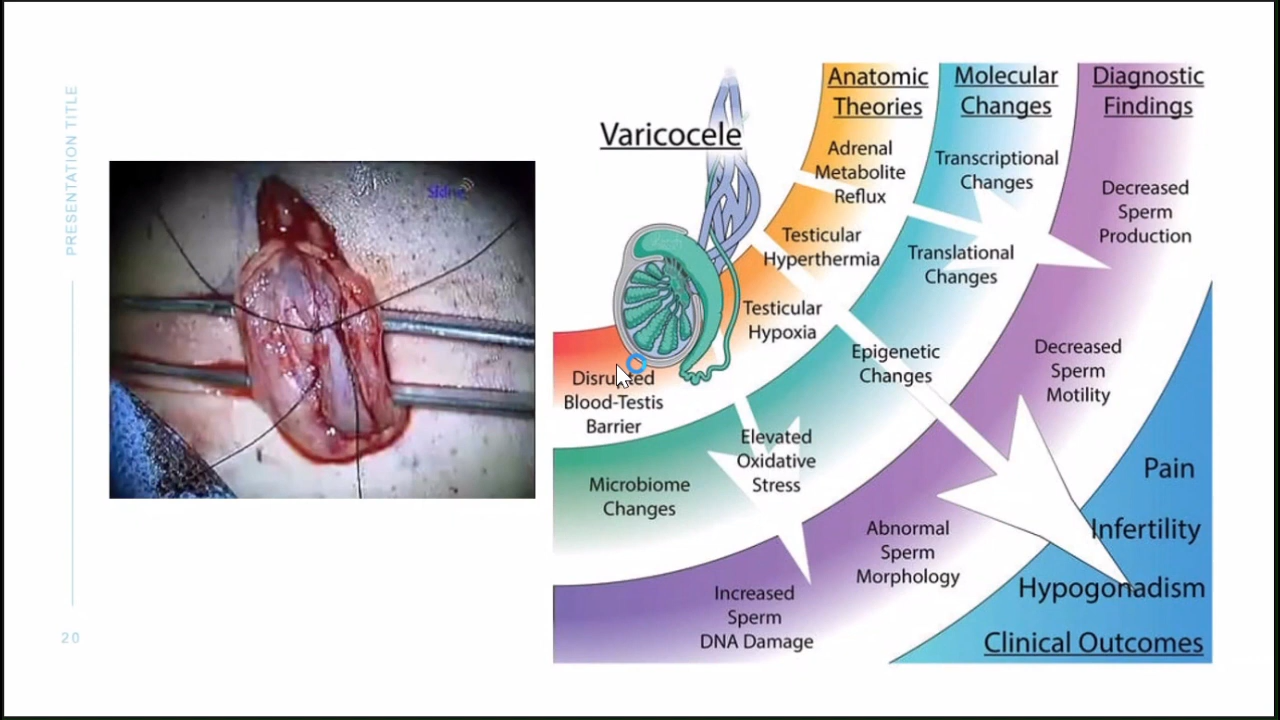 PRESENTATION TITLE
20
Varicocele
Anatomic
Theories
Adrenal
Metabolite
Reflux
Testicular
Hyperthermia
Testicular
Hypoxia
Disrupted
Blood-Testis
Barrier
Molecular
Changes
Transcriptional
Changes
Translational
Changes
Epigenetic
Changes
Elevated
Oxidative
Stress
Microbiome
Changes
Diagnostic
Findings
Decreased
Sperm
Production
Decreased
Sperm
Motility
Abnormal
Sperm
Morphology
Increased
Sperm
DNA Damage
Pain
Infertility
Hypogonadism
Clinical Outcomes